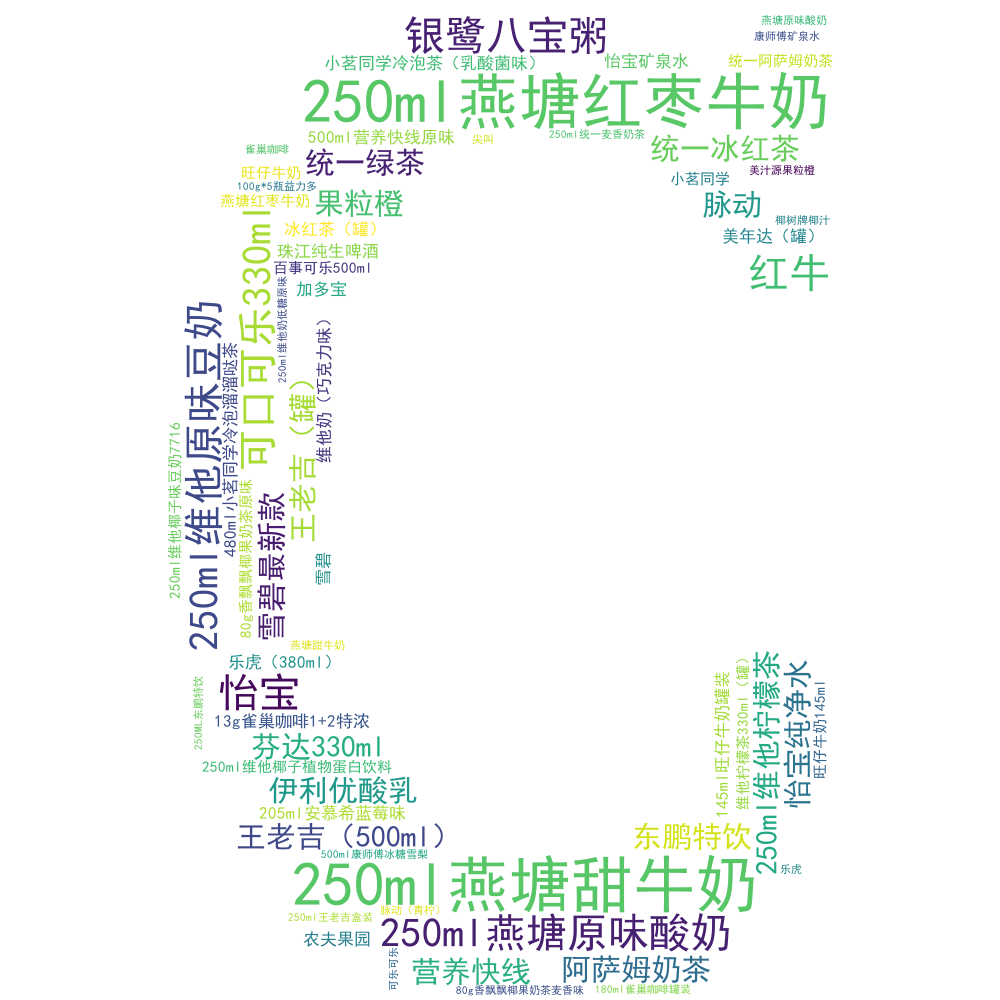 燕塘原味酸奶
银鹭八宝粥
康师傅矿泉水
小茗同学冷泡茶（乳酸菌味）
怡宝矿泉水
统一阿萨姆奶茶
250ml燕塘红枣牛奶
500ml营养快线原味
尖叫
250ml统一麦香奶茶
雀巢咖啡
统一绿茶
统一冰红茶
旺仔牛奶
美汁源果粒橙
100g*5瓶益力多
小茗同学
燕塘红枣牛奶
果粒橙
脉动
椰树牌椰汁
冰红茶（罐）
美年达（罐）
珠江纯生啤酒
百事可乐500ml
红牛
加多宝
可口可乐330ml
250ml维他奶低糖原味
250ml维他原味豆奶
480ml小茗同学冷泡溜溜哒茶
维他奶（巧克力味）
王老吉（罐）
250ml维他椰子味豆奶7716
80g香飘飘椰果奶茶原味
雪碧最新款
雪碧
燕塘甜牛奶
乐虎（380ml）
怡宝
250ML东鹏特饮
13g雀巢咖啡1+2特浓
芬达330ml
250ml维他椰子植物蛋白饮料
伊利优酸乳
205ml安慕希蓝莓味
王老吉（500ml）
500ml康师傅冰糖雪梨
145ml旺仔牛奶罐装
维他柠檬茶330ml（罐）
250ml维他柠檬茶
怡宝纯净水
旺仔牛奶145ml
东鹏特饮
乐虎
250ml燕塘甜牛奶
250ml王老吉盒装
脉动（青柠）
农夫果园
250ml燕塘原味酸奶
可乐可乐
营养快线
阿萨姆奶茶
80g香飘飘椰果奶茶麦香味
180ml雀巢咖啡罐装